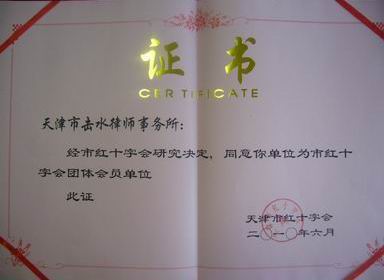 证书
CERTIFICATE
天津市击水律师事务所：
经市红十字会研究决定，同意你单位为市红十
字会团体会员单位
此证
天津市红十字会
二〇一〇年六月